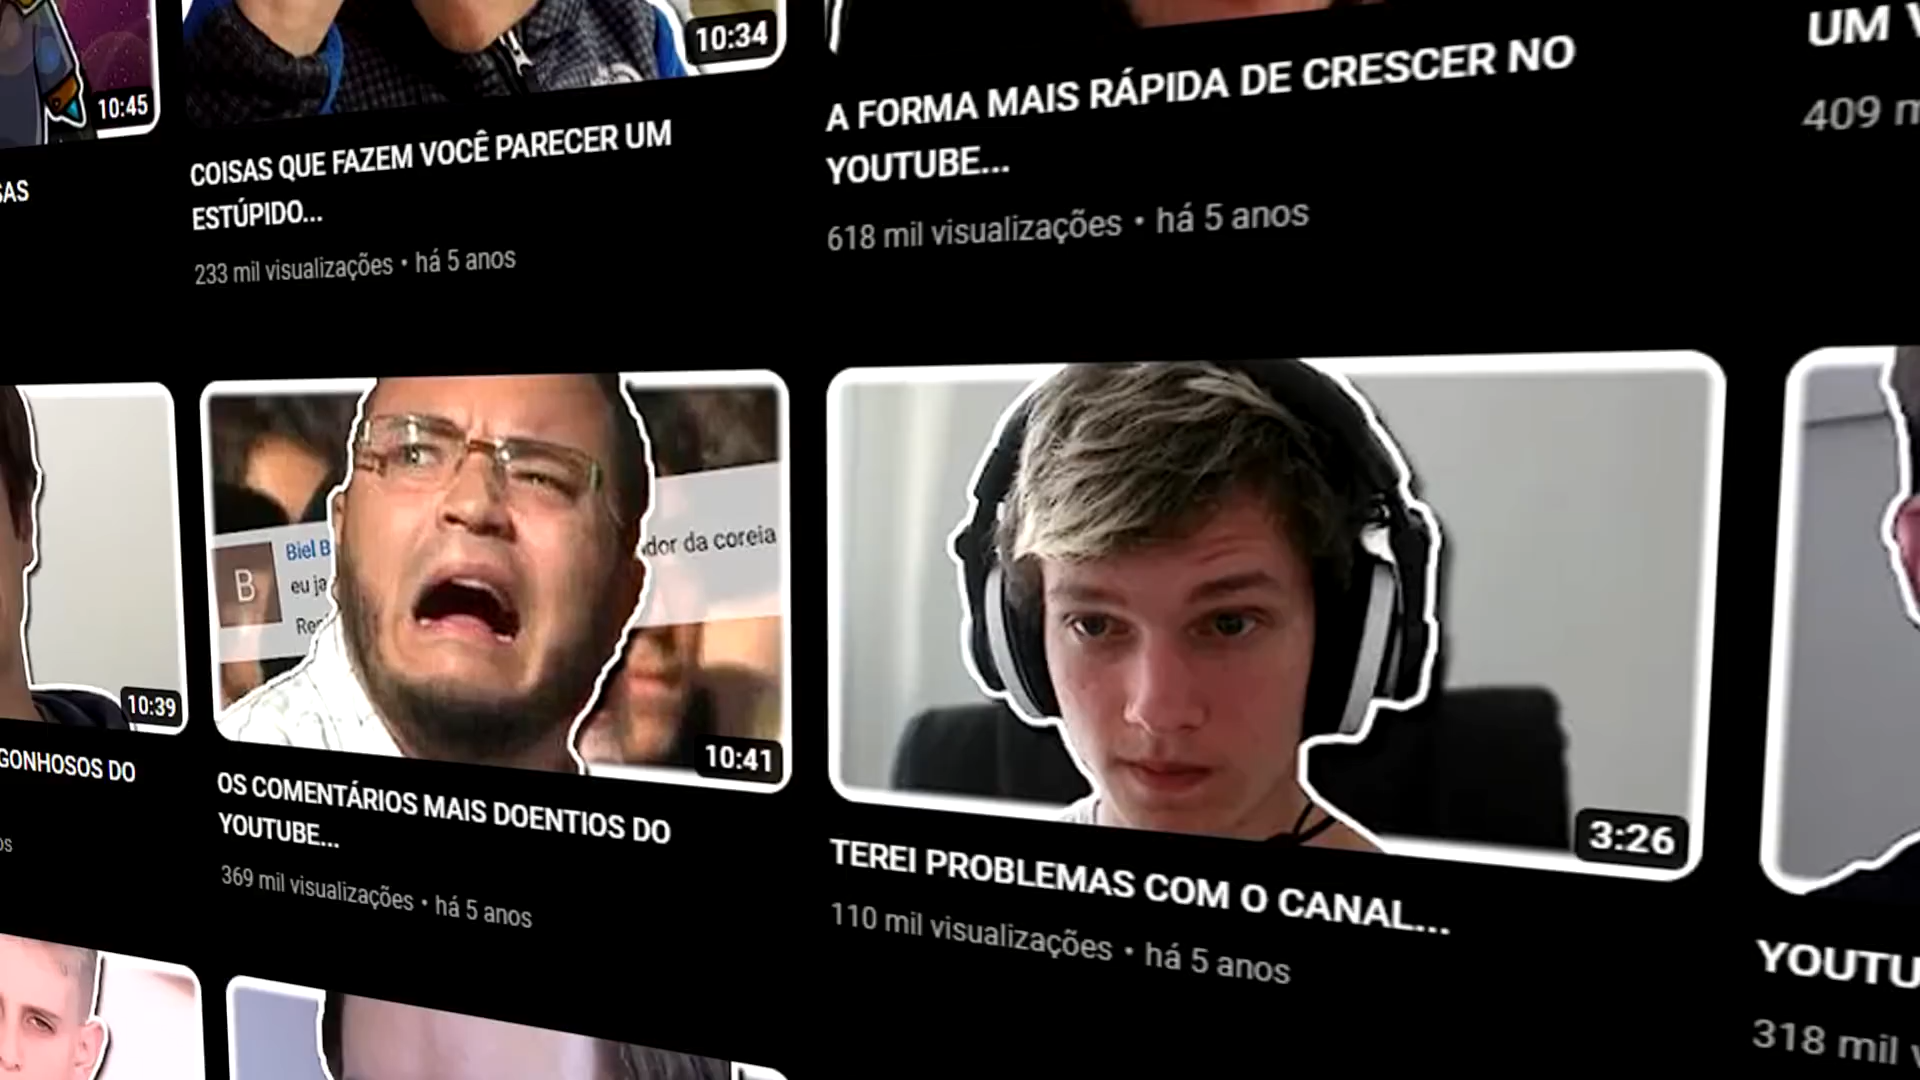 10:45
10:34
SAS
COISAS QUE FAZEM VOCÊ PARECER UM
ESTÚPIDO...
233 mil visualizações • há 5 anos
A FORMA MAIS RÁPIDA DE CRESCER NO
YOUTUBE...
618 mil visualizações • há 5 anos
UM
409
10:39
GONHOSOS DO
os
Biel B
B
eu ja
dor da coreia
10:41
OS COMENTÁRIOS MAIS DOENTIOS DO
YOUTUBE...
369 mil visualizações • há 5 anos
3:26
TEREI PROBLEMAS COM O CANAL...
110 mil visualizações • há 5 anos
YOUTU
318 mil v